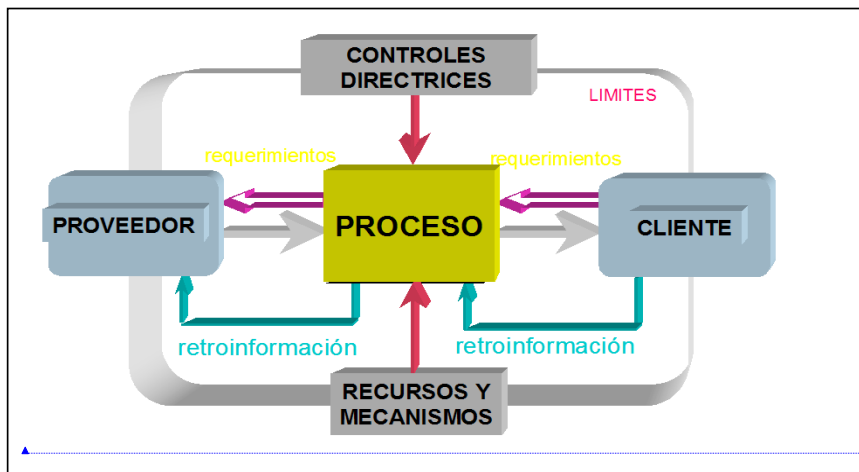 CONTROLES
DIRECTRICES
LIMITES
requerimientos
requerimientos
PROVEEDOR
PROCESO
CLIENTE
retroinformación
retroinformación
RECURSOS Y
MECANISMOS